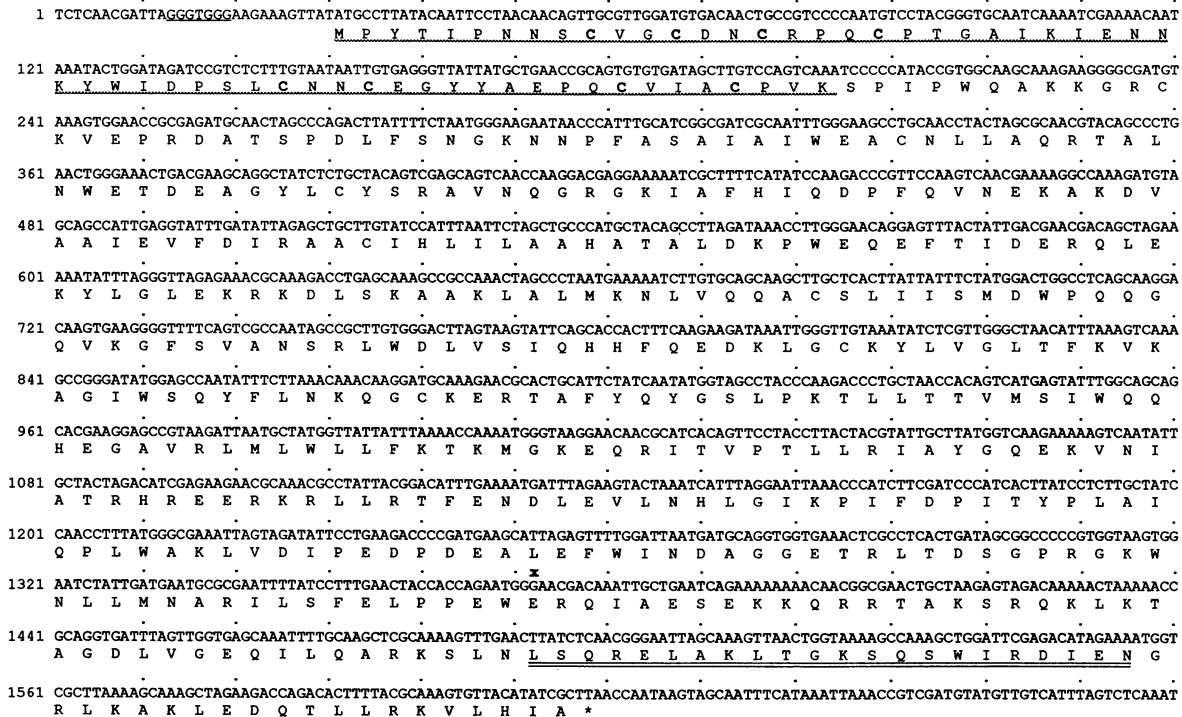 1 TCTCAACGATTAGGGTGGGAAGAAAGTTATATGCCTTATACAATTCCTAACAACAGTTGCGTTGGATGTGACAACTGCCGTCCCCAATGTCCTACGGGTGCAATCAAAATCGAAAACAAT
M P Y T I P N N S C V G C D N C R P Q C P T G A I K I E N N
121 AAATACTGGATAGATCCGTCTCTTTGTAATAATTGTGAGGGTTATTATGCTGAACCGCAGTGTGTGATAGCTTGTCCAGTCAAATCCCCCATACCGTGGCAAGCAAAGAAGGGGCGATGT
K Y W I D P S L C N N C E G Y Y A E P Q C V I A C P V K S P I P W Q A K K G R C
241 AAAGTGGAACCGCGAGATGCAACTAGCCCAGACTTATTTTCTAATGGGAAGAATAACCCATTTGCATCGGCGATCGCAATTTGGGAAGCCTGCAACCTACTAGCGCAACGTACAGCCCTG
K V E P R D A T S P D L F S N G K N N P F A S A I A I W E A C N L L A Q R T A L
361 AACTGGGAAACTGACGAAGCAGGCTATCTCTGCTACAGTCGAGCAGTCAACCAAGGACGAGGAAAAATCGCTTTTCATATCCAAGACCCGTTCCAAGTCAACGAAAAGGCCAAAGATGTA
N W E T D E A G Y L C Y S R A V N Q G R G K I A F H I Q D P F Q V N E K A K D V
481 GCAGCCATTGAGGTATTTGATATTAGAGCTGCTTGTATCCATTTAATTCTAGCTGCCCATGCTACAGCCTTAGATAAACCTTGGGAACAGGAGTTTACTATTGACGAACGACAGCTAGAA
A A I E V F D I R A A C I H L I L A A H A T A L D K P W E Q E F T I D E R Q L E
601 AAATATTTAGGGTTAGAGAAACGCAAAGACCTGAGCAAAGCCGCCAAACTAGCCCTAATGAAAAATCTTGTGCAGCAAGCTTGCTCACTTATTATTTCTATGGACTGGCCTCAGCAAGGA
K Y L G L E K R K D L S K A A K L A L M K N L V Q Q A C S L I I S M D W P Q Q G
721 CAAGTGAAGGGGTTTTCAGTCGCCAATAGCCGCTTGTGGGACTTAGTAAGTATTCAGCACCACTTTCAAGAAGATAAATTGGGTTGTAAATATCTCGTTGGGCTAACATTTAAAGTCAAA
Q V K G F S V A N S R L W D L V S I Q H H F Q E D K L G C K Y L V G L T F K V K
841 GCCGGGATATGGAGCCAATATTTCTTAAACAAACAAGGATGCAAAGAACGCACTGCATTCTATCAATATGGTAGCCTACCCAAGACCCTGCTAACCACAGTCATGAGTATTTGGCAGCAG
A G I W S Q Y F L N K Q G C K E R T A F Y Q Y G S L P K T L L T T V M S I W Q Q
961 CACGAAGGAGCCGTAAGATTAATGCTATGGTTATTATTTAAAACCAAAATGGGTAAGGAACAACGCATCACAGTTCCTACCTTACTACGTATTGCTTATGGTCAAGAAAAAGTCAATATT
H E G A V R L M L W L L F K T K M G K E Q R I T V P T L L R I A Y G Q E K V N I
1081 GCTACTAGACATCGAGAAGAACGCAAACGCCTATTACGGACATTTGAAAATGATTTAGAAGTACTAAATCATTTAGGAATTAAACCCATCTTCGATCCCATCACTTATCCTCTTGCTATC
A T R H R E E R K R L L R T F E N D L E V L N H L G I K P I F D P I T Y P L A I
1201 CAACCTTTATGGGCGAAATTAGTAGATATTCCTGAAGACCCCGATGAAGCATTAGAGTTTTGGATTAATGATGCAGGTGGTGAAACTCGCCTCACTGATAGCGGCCCCCGTGGTAAGTGG
Q P L W A K L V D I P E D P D E A L E F W I N D A G G E T R L T D S G P R G K W
x
1321 AATCTATTGATGAATGCGCGAATTTTATCCTTTGAACTACCACCAGAATGGGAACGACAAATTGCTGAATCAGAAAAAAAACAACGGCGAACTGCTAAGAGTAGACAAAAACTAAAAACC
N L L M N A R I L S F E L P P E W E R Q I A E S E K K Q R R T A K S R Q K L K T
1441 GCAGGTGATTTAGTTGGTGAGCAAATTTTGCAAGCTCGCAAAAGTTTGAACTTATCTCAACGGGAATTAGCAAAGTTAACTGGTAAAAGCCAAAGCTGGATTCGAGACATAGAAAATGGT
A G D L V G E Q I L Q A R K S L N L S Q R E L A K L T G K S Q S W I R D I E N G
1561 CGCTTAAAAGCAAAGCTAGAAGACCAGACACTTTTACGCAAAGTGTTACATATCGCTTAACCAATAAGTAGCAATTTCATAAATTAAACCGTCGATGTATGTTGTCATTTAGTCTCAAAT
R L K A K L E D Q T L L R K V L H I A *